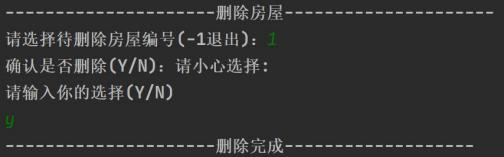 ---------------------删除房屋---------------------
请选择待删除房屋编号(-1退出)：1
确认是否删除(Y/N)：请小心选择:
请输入你的选择(Y/N)
y
---------------------删除完成-------------------